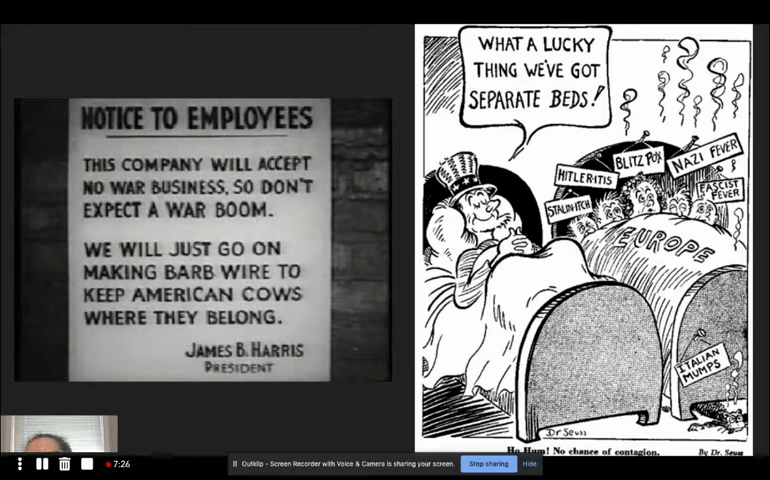 NOTICE TO EMPLOYEES
THIS COMPANY WILL ACCEPT
NO WAR BUSINESS, SO DON'T
EXPECT A WAR BOOM.
WE WILL JUST GO ON
MAKING BARB WIRE TO
KEEP AMERICAN COWS
WHERE THEY BELONG.
JAMES B. HARRIS
PRESIDENT
WHAT A LUCKY
THING WE'VE GOT
SEPARATE BEDS!
STALIN-ITCH
HITLER-ITIS
BLITZ POX
NAZI FEVER
FASCIST
FEVER
EUROPE
ITALIAN
MUMPS
Dr. Seuss
Ho Hum! No chance of contagion.
By Dr. Seuss
7:26
Outklip - Screen Recorder with Voice & Camera is sharing your screen.
Stop sharing
Hide